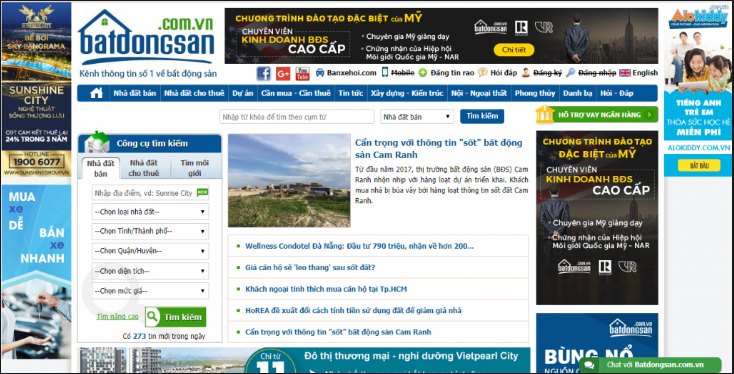 .com.vn
batdongsan
Kênh thông tin số 1 về bất động sản
CHƯƠNG TRÌNH ĐÀO TẠO ĐẶC BIỆT của MỸ
CHUYÊN VIÊN
KINH DOANH BĐS
CAO CẤP
Chuyên gia Mỹ giảng dạy
Chứng nhận của Hiệp hội
Môi giới Quốc gia Mỹ - NAR
batdongsan
Chi tiết
Alokiddy
TIẾNG ANH
TRẺ EM
THỎA SỨC HỌC HÈ
MIỄN PHÍ
ALOKIDDY.COM.VN
BẮT ĐẦU
BỂ BƠI
SKY PANORAMA
SUNSHINE
CITY
NGHỆ THUẬT
SỐNG THƯỢNG LƯU
CĐT CAM KẾT THUÊ LẠI
24% TRONG 3 NĂM
HOTLINE
1900 6077
WWW.SUNSHINEGROUP.VN
MUA
xe
DỄ
BÁN
xe
NHANH
You Tube
Banxehoi.com
Mobile
Đăng tin rao
Hỏi đáp
Đăng ký
Đăng nhập
English
Nhà đất bán
Nhà đất cho thuê
Dự án
Cần mua - Cần thuê
Tin tức
Xây dựng - Kiến trúc
Nội - Ngoại thất
Phong thủy
Danh bạ
Hỏi - Đáp
Nhập từ khóa để tìm theo cụm từ
Nhà đất bán
Tìm kiếm
HỖ TRỢ VAY NGÂN HÀNG
Công cụ tìm kiếm
Nhà đất
bán
Nhà đất
cho thuê
Tìm môi
giới
Nhập địa điểm, vd: Sunrise City
NEW
--Chọn loại nhà đất--
--Chọn Tỉnh/Thành phố--
--Chọn Quận/Huyện--
--Chọn diện tích--
--Chọn mức giá--
Tìm nâng cao
Tìm kiếm
Có 273 tin mới trong ngày
Cẩn trọng với thông tin "sốt" bất động
sản Cam Ranh
Từ đầu năm 2017, thị trường bất động sản (BĐS) Cam
Ranh nhộn nhịp với hàng loạt dự án triển khai. Khách
mua nhà bị bủa vây bởi hàng loạt thông tin sốt đất Cam
Ranh.
Wellness Condotel Đà Nẵng: Đầu tư 790 triệu, nhận về hơn 200...
Giá căn hộ sẽ 'leo thang' sau sốt đất?
Khách ngoại tính thích mua căn hộ tại Tp.HCM
HoREA đề xuất đổi cách tính tiền sử dụng đất để giảm giá nhà
Cẩn trọng với thông tin "sốt" bất động sản Cam Ranh
CHƯƠNG TRÌNH ĐÀO TẠO
ĐẶC BIỆT của MỸ
CHUYÊN VIÊN
KINH DOANH BĐS
CAO CẤP
Chuyên gia Mỹ giảng dạy
Chứng nhận của Hiệp hội
Môi giới Quốc gia Mỹ - NAR
batdongsan
.com.vn
batdongsan
BÙNG NỔ
Chỉ từ
11
Đô thị thương mại - nghỉ dưỡng Vietpearl City
Chat với Batdongsan.com.vn